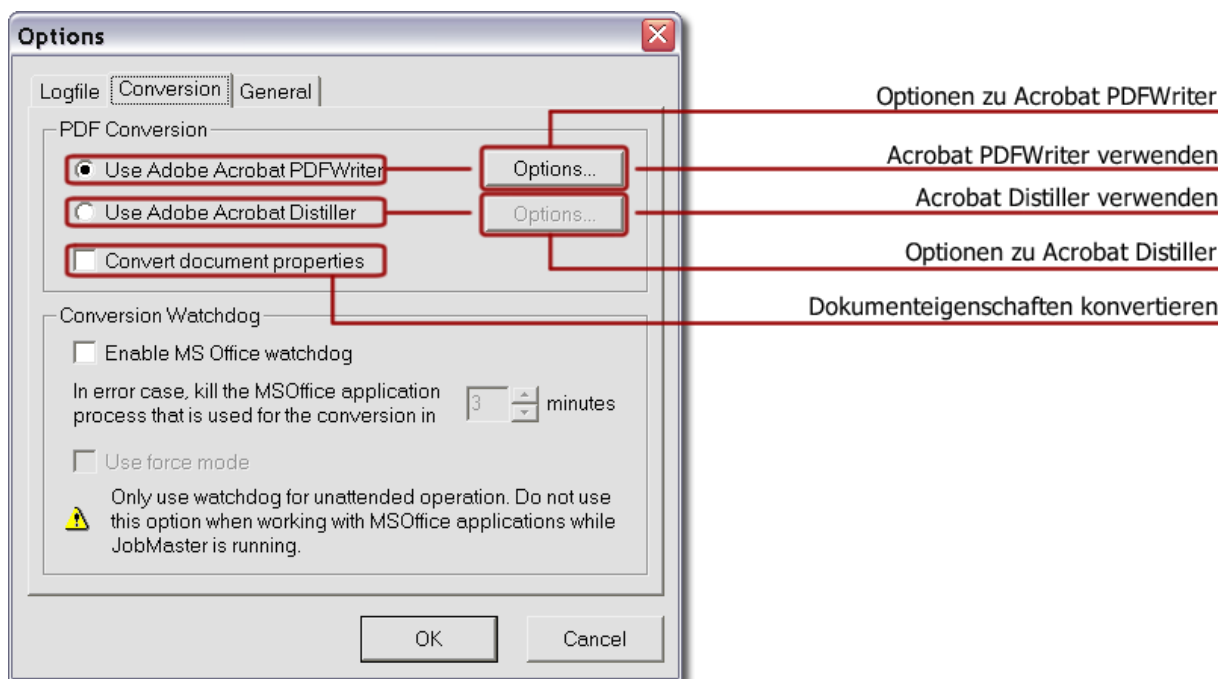 Options
Logfile Conversion General
PDF Conversion
Optionen zu Acrobat PDFWriter
Use Adobe Acrobat PDFWriter Options... Acrobat PDFWriter verwenden
Use Adobe Acrobat Distiller Options... Acrobat Distiller verwenden
Optionen zu Acrobat Distiller
Convert document properties
Dokumenteigenschaften konvertieren
Conversion Watchdog
Enable MS Office watchdog
In error case, kill the MSOffice application
process that is used for the conversion in 3 minutes
Use force mode
Only use watchdog for unattended operation. Do not use
this option when working with MSOffice applications while
JobMaster is running.
OK Cancel